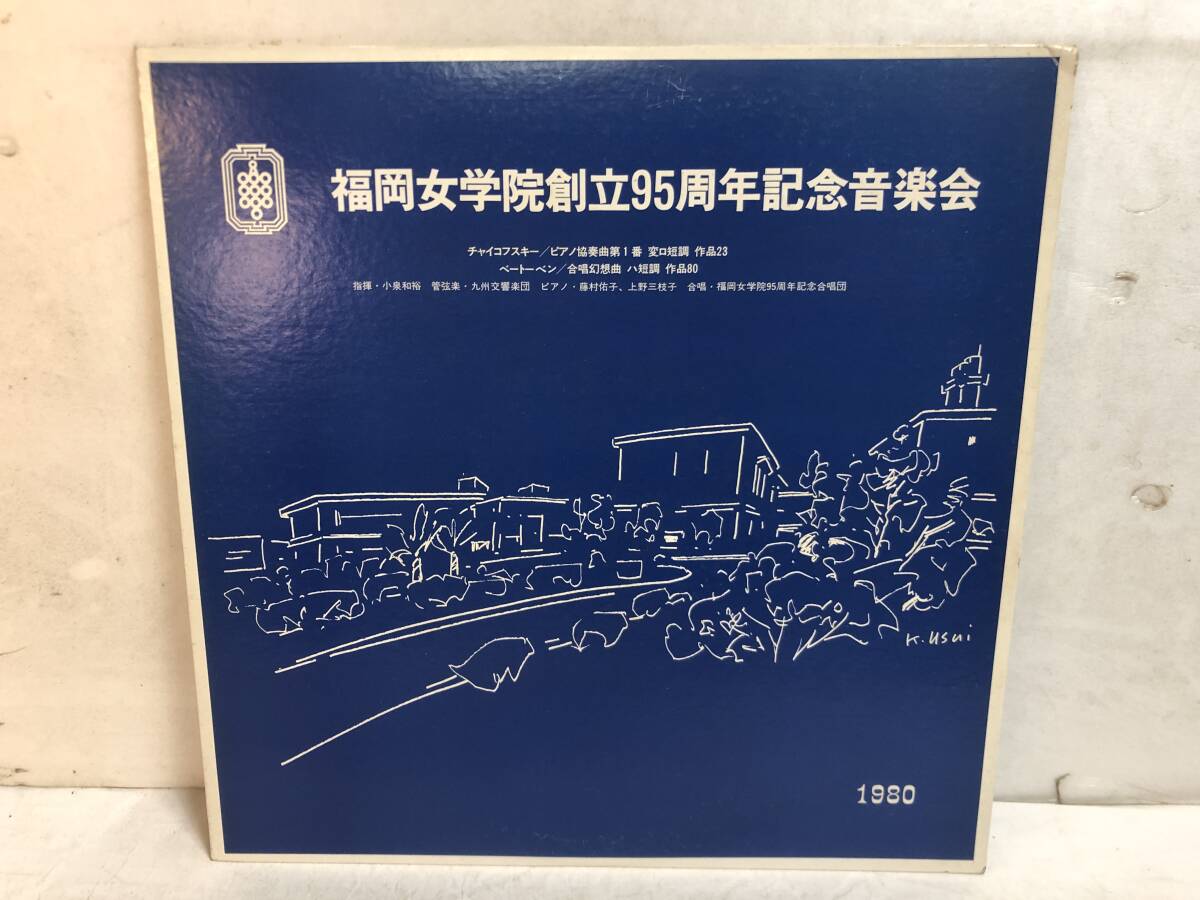 福岡女学院創立95周年記念音楽会
チャイコフスキー／ピアノ協奏曲第1番 変ロ短調 作品23
ベートーベン／合唱幻想曲 ハ短調 作品80
指揮・小泉和裕 管弦楽・九州交響楽団 ピアノ・藤村佑子、上野三枝子 合唱・福岡女学院95周年記念合唱団
K. Usui
1980